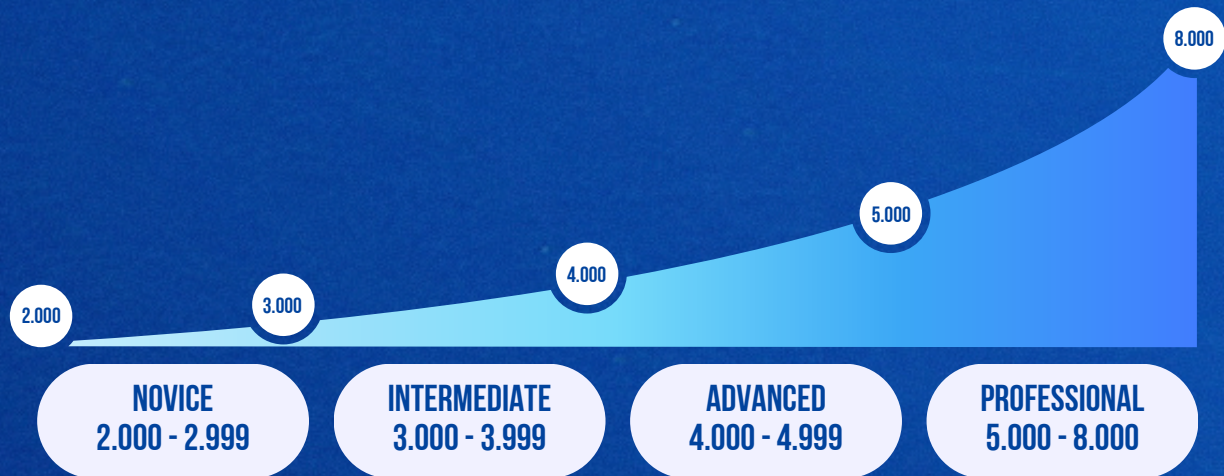 8.000
5.000
4.000
3.000
2.000
NOVICE
2.000 - 2.999
INTERMEDIATE
3.000 - 3.999
ADVANCED
4.000 - 4.999
PROFESSIONAL
5.000 - 8.000